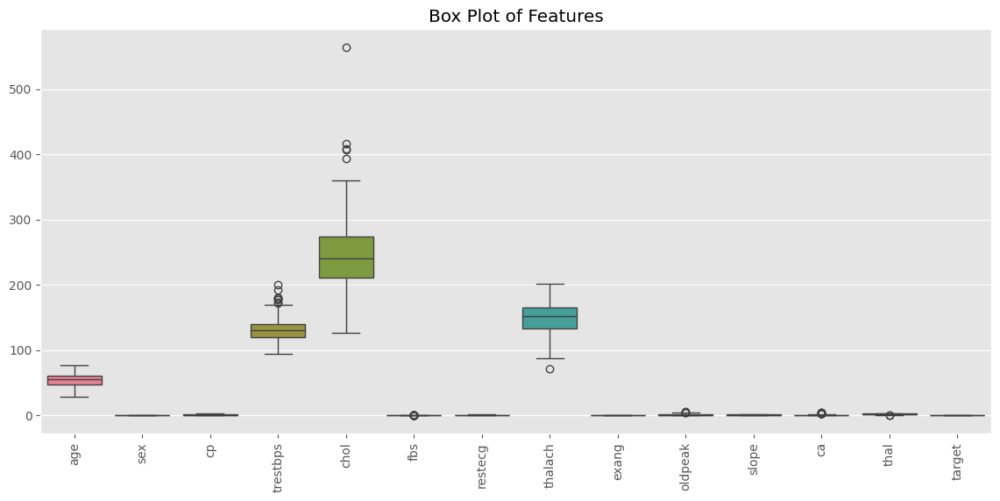 Box Plot of Features
500
400
300
200
100
0
age
sex
cp
trestbps
chol
fbs
restecg
thalach
exang
oldpeak
slope
ca
thal
target